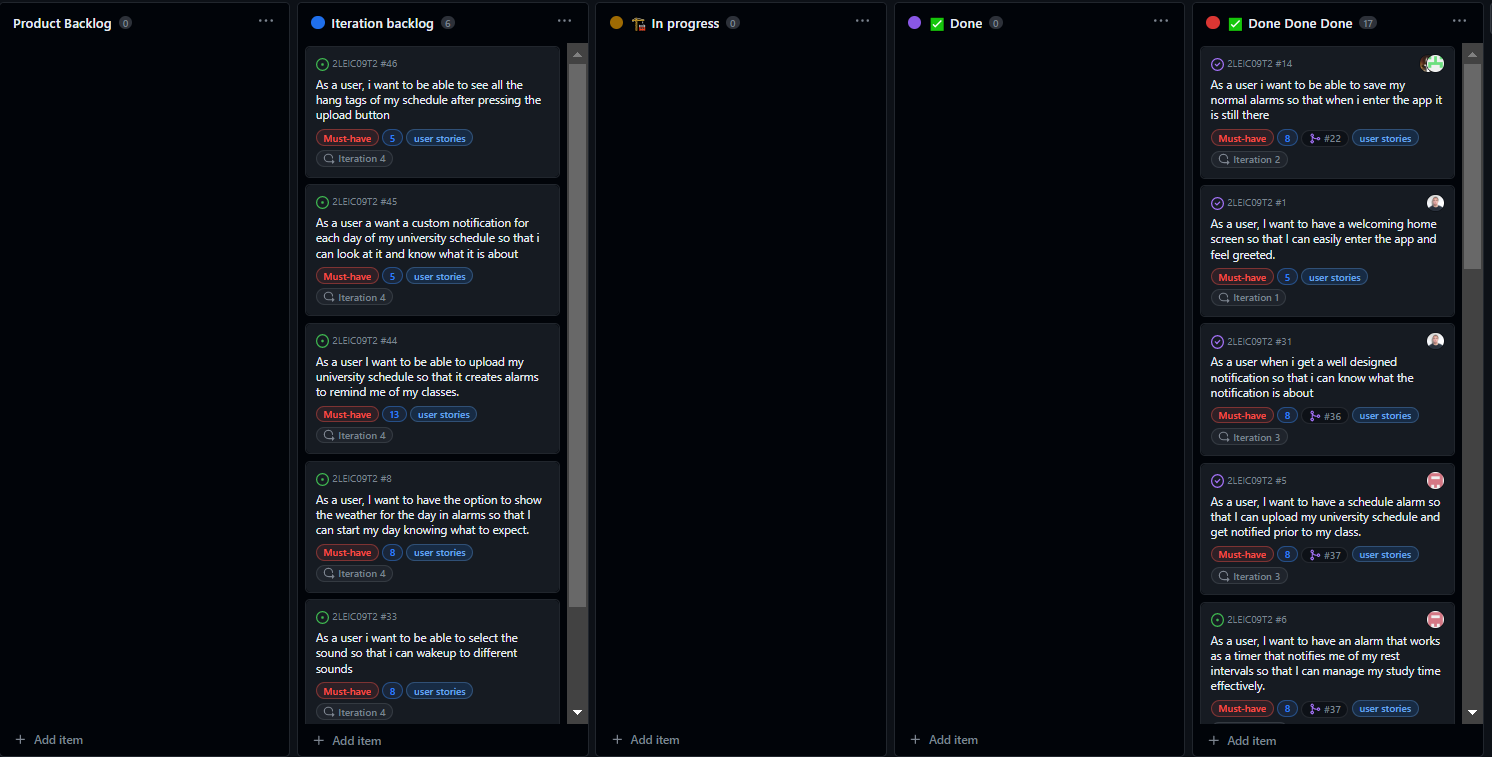 Product Backlog 0
Iteration backlog 6
2LEIC09T2 #46
As a user, i want to be able to see all the
hang tags of my schedule after pressing the
upload button
Must-have 5 user stories
Iteration 4
2LEIC09T2 #45
As a user a want a custom notification for
each day of my university schedule so that i
can look at it and know what it is about
Must-have 5 user stories
Iteration 4
2LEIC09T2 #44
As a user I want to be able to upload my
university schedule so that it creates alarms
to remind me of my classes.
Must-have 13 user stories
Iteration 4
2LEIC09T2 #8
As a user, I want to have the option to show
the weather for the day in alarms so that I
can start my day knowing what to expect.
Must-have 8 user stories
Iteration 4
2LEIC09T2 #33
As a user i want to be able to select the
sound so that i can wakeup to different
sounds
Must-have 8 user stories
Iteration 4
In progress 0
Done 0
Done Done Done 17
2LEIC09T2 #14
As a user i want to be able to save my
normal alarms so that when i enter the app it
is still there
Must-have 8 #22 user stories
Iteration 2
2LEIC09T2 #1
As a user, I want to have a welcoming home
screen so that I can easily enter the app and
feel greeted.
Must-have 5 user stories
Iteration 1
2LEIC09T2 #31
As a user when i get a well designed
notification so that i can know what the
notification is about
Must-have 8 #36 user stories
Iteration 3
2LEIC09T2 #5
As a user, I want to have a schedule alarm so
that I can upload my university schedule and
get notified prior to my class.
Must-have 8 #37 user stories
Iteration 3
2LEIC09T2 #6
As a user, I want to have an alarm that works
as a timer that notifies me of my rest
intervals so that I can manage my study time
effectively.
Must-have 8 #37 user stories
+ Add item
+ Add item
+ Add item
+ Add item
+ Add item